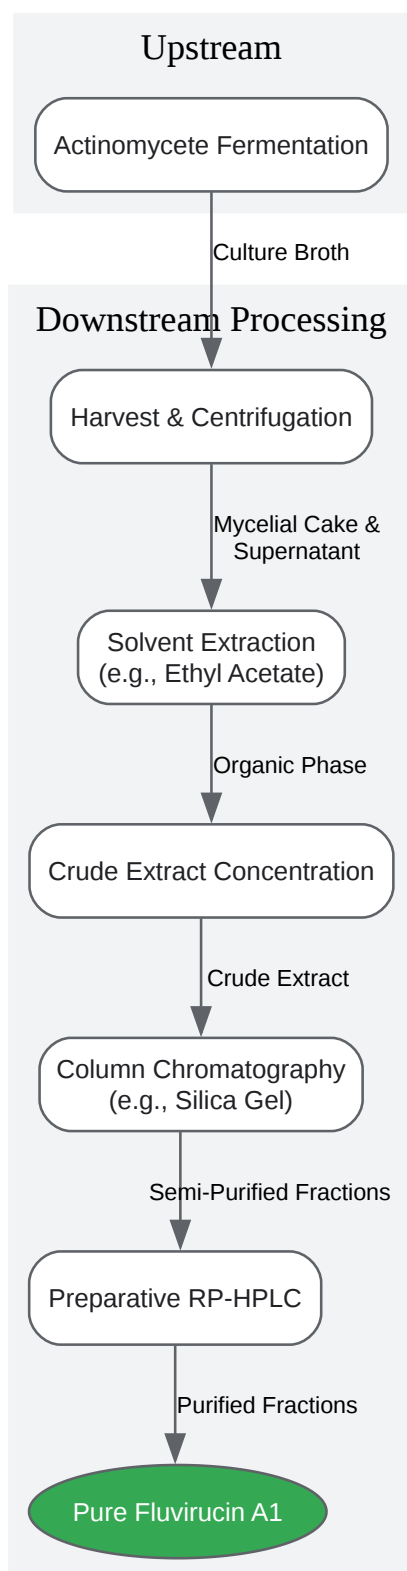 Upstream
Actinomycete Fermentation
Culture Broth
Downstream Processing
Harvest & Centrifugation
Mycelial Cake &
Supernatant
Solvent Extraction
(e.g., Ethyl Acetate)
Organic Phase
Crude Extract Concentration
Crude Extract
Column Chromatography
(e.g., Silica Gel)
Semi-Purified Fractions
Preparative RP-HPLC
Purified Fractions
Pure Fluvirucin A1